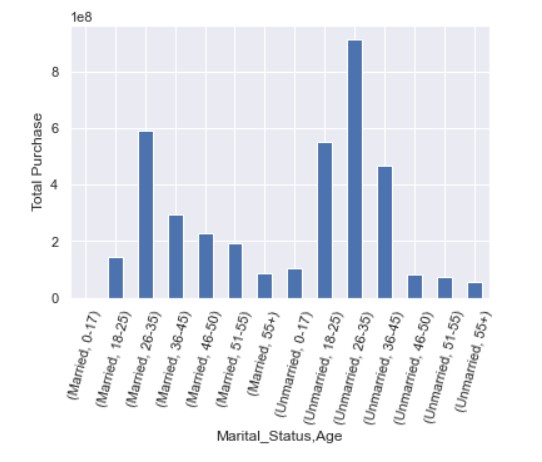 1e8
8
6
4
2
0
Total Purchase
(Married, 0-17)
(Married, 18-25)
(Married, 26-35)
(Married, 36-45)
(Married, 46-50)
(Married, 51-55)
(Married, 55+)
(Unmarried, 0-17)
(Unmarried, 18-25)
(Unmarried, 26-35)
(Unmarried, 36-45)
(Unmarried, 46-50)
(Unmarried, 51-55)
(Unmarried, 55+)
Marital_Status,Age